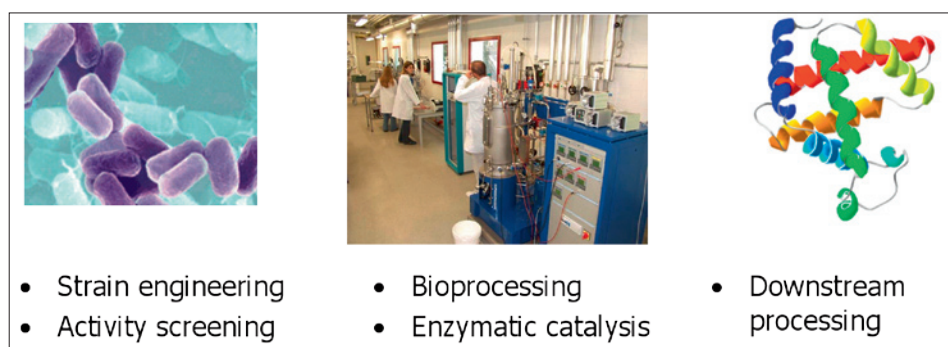 • Strain engineering
• Activity screening
• Bioprocessing
• Enzymatic catalysis
• Downstream
processing